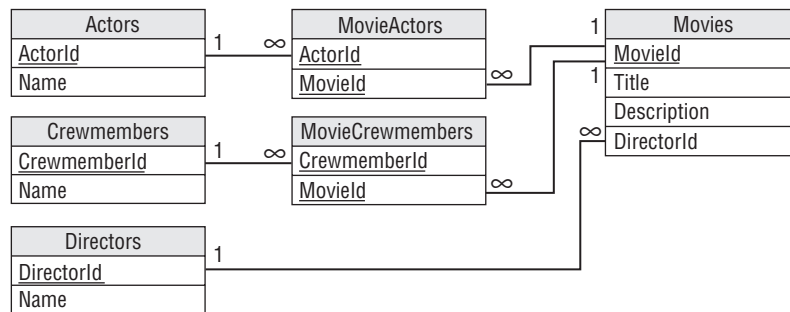 Actors
ActorId
Name
1
∞
MovieActors
ActorId
MovieId
∞
1
Movies
MovieId
1
Title
Description
∞
DirectorId
Crewmembers
CrewmemberId
Name
1
∞
MovieCrewmembers
CrewmemberId
MovieId
∞
Directors
DirectorId
Name
1